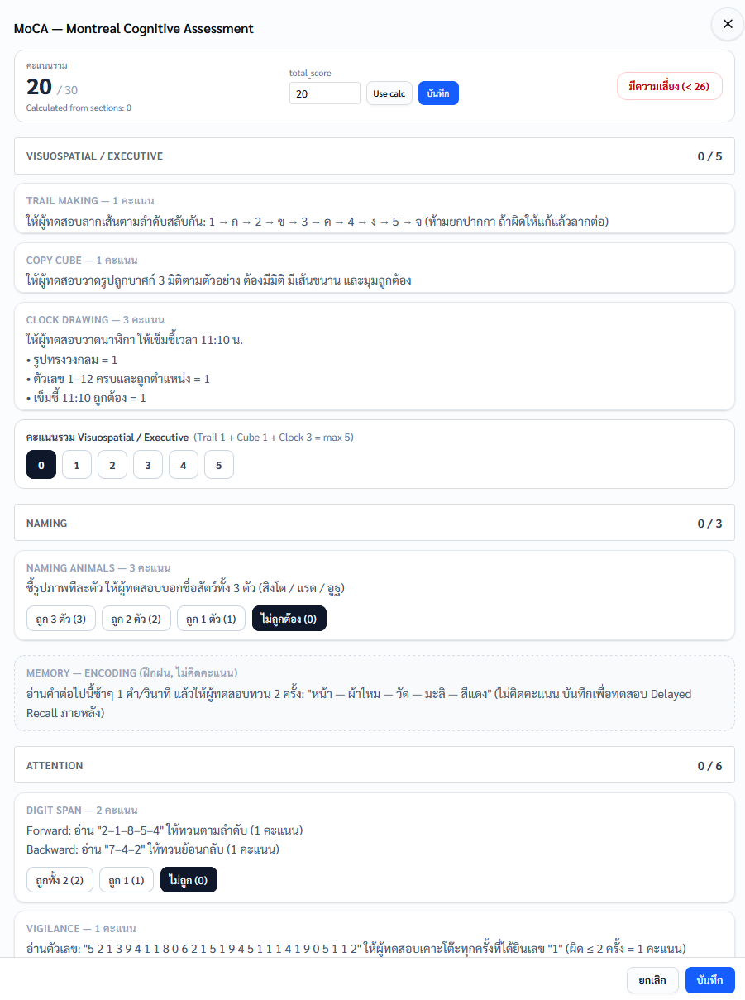 MoCA — Montreal Cognitive Assessment
คะแนนรวม
20 / 30
Calculated from sections: 0
total_score
20
Use calc
บันทึก
มีความเสี่ยง (< 26)
VISUOSPATIAL / EXECUTIVE
0 / 5
TRAIL MAKING — 1 คะแนน
ให้ผู้ทดสอบลากเส้นตามลำดับสลับกัน: 1 → ก → 2 → ข → 3 → ค → 4 → ง → 5 → จ (ห้ามยกปากกา ถ้าผิดให้แก้แล้วลากต่อ)
COPY CUBE — 1 คะแนน
ให้ผู้ทดสอบวาดรูปลูกบาศก์ 3 มิติตามตัวอย่าง ต้องมีมิติ มีเส้นขนาน และมุมถูกต้อง
CLOCK DRAWING — 3 คะแนน
ให้ผู้ทดสอบวาดนาฬิกา ให้เข็มชี้เวลา 11:10 น.
• รูปทรงวงกลม = 1
• ตัวเลข 1–12 ครบและถูกตำแหน่ง = 1
• เข็มชี้ 11:10 ถูกต้อง = 1
คะแนนรวม Visuospatial / Executive (Trail 1 + Cube 1 + Clock 3 = max 5)
0 1 2 3 4 5
NAMING
0 / 3
NAMING ANIMALS — 3 คะแนน
ชี้รูปภาพทีละตัว ให้ผู้ทดสอบบอกชื่อสัตว์ทั้ง 3 ตัว (สิงโต / แรด / อูฐ)
ถูก 3 ตัว (3) ถูก 2 ตัว (2) ถูก 1 ตัว (1) ไม่ถูกต้อง (0)
MEMORY — ENCODING (ฝึกฝน, ไม่คิดคะแนน)
อ่านคำต่อไปนี้ช้าๆ 1 คำ/วินาที แล้วให้ผู้ทดสอบทวน 2 ครั้ง: "หน้า — ผ้าไหม — วัด — มะลิ — สีแดง" (ไม่คิดคะแนน บันทึกเพื่อทดสอบ Delayed
Recall ภายหลัง)
ATTENTION
0 / 6
DIGIT SPAN — 2 คะแนน
Forward: อ่าน "2–1–8–5–4" ให้ทวนตามลำดับ (1 คะแนน)
Backward: อ่าน "7–4–2" ให้ทวนย้อนกลับ (1 คะแนน)
ถูกทั้ง 2 (2) ถูก 1 (1) ไม่ถูก (0)
VIGILANCE — 1 คะแนน
อ่านตัวเลข: "5 2 1 3 9 4 1 1 8 0 6 2 1 5 1 9 4 5 1 1 1 4 1 9 0 5 1 1 2" ให้ผู้ทดสอบเคาะโต๊ะทุกครั้งที่ได้ยินเลข "1" (ผิด ≤ 2 ครั้ง = 1 คะแนน)
ยกเลิก
บันทึก